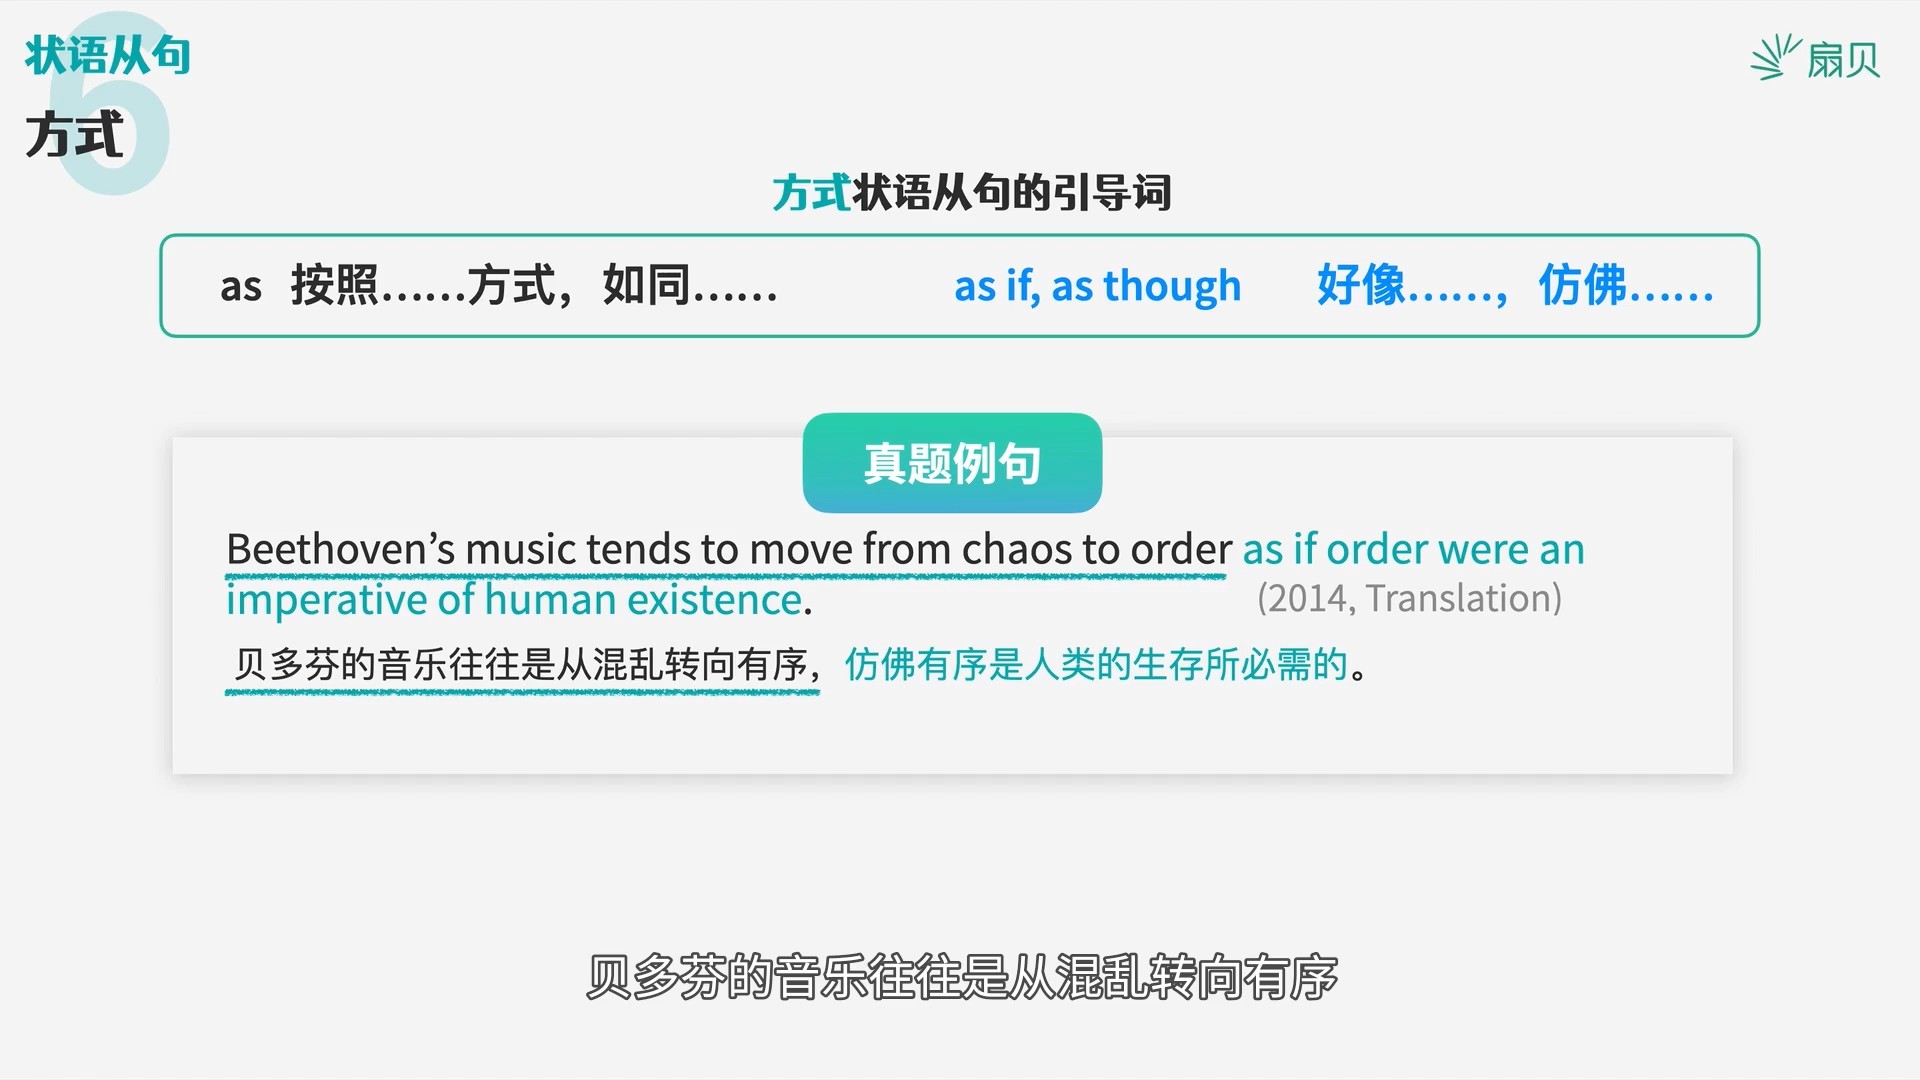 6
状语从句
扇贝
方式
方式状语从句的引导词
as 按照……方式，如同…… as if, as though 好像……，仿佛……
真题例句
Beethoven’s music tends to move from chaos to order as if order were an
imperative of human existence. (2014, Translation)
贝多芬的音乐往往是从混乱转向有序，仿佛有序是人类的生存所必需的。
贝多芬的音乐往往是从混乱转向有序